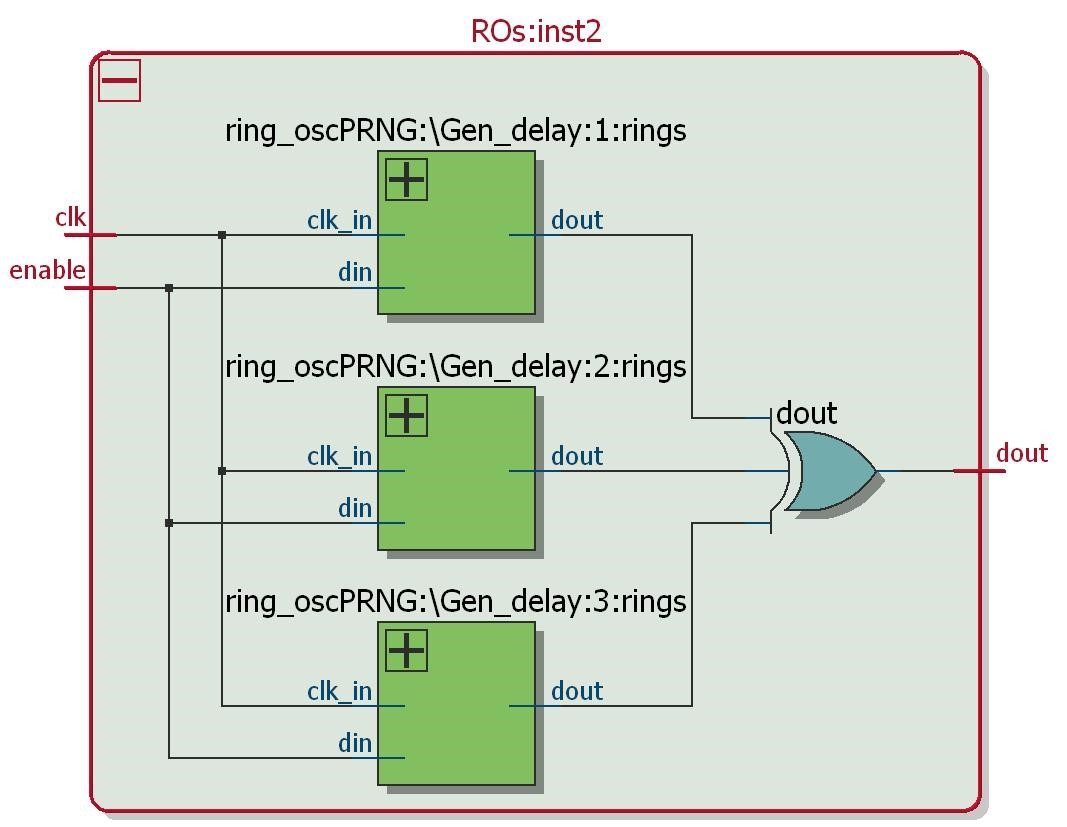 ROs:inst2
ring_oscPRNG:\Gen_delay:1:rings
clk
clk_in
dout
enable
din
ring_oscPRNG:\Gen_delay:2:rings
dout
clk_in
dout
dout
din
ring_oscPRNG:\Gen_delay:3:rings
clk_in
dout
din